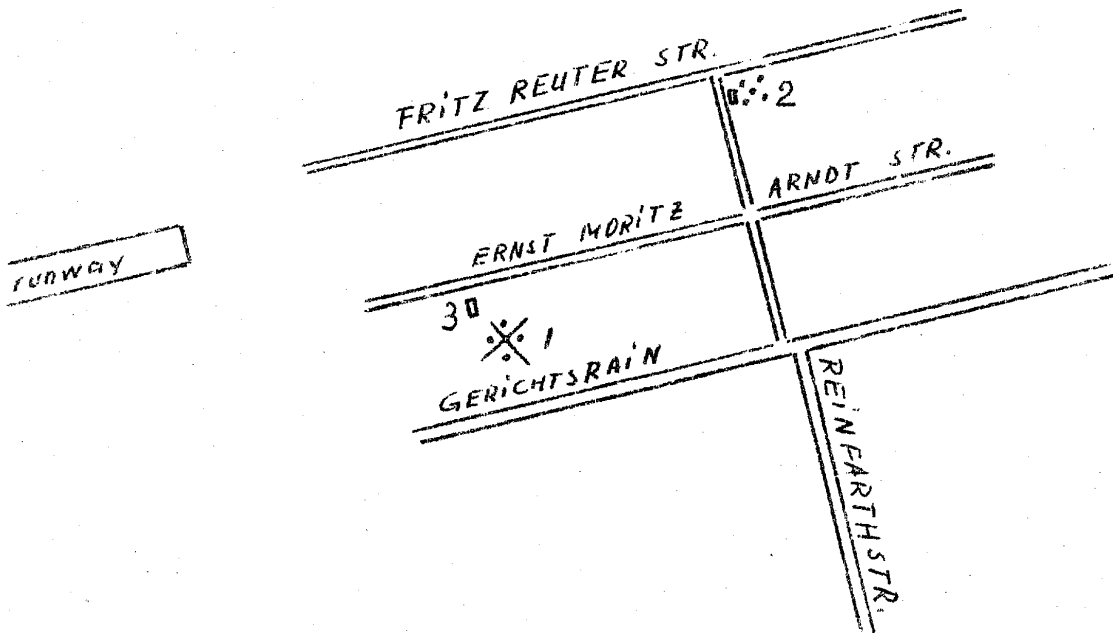 FRiTZ REUTER STR.
2
ARNDT STR.
ERNST MORiTZ
runway
3
1
GERiCHTSRAiN
REiNFARTHSTR.